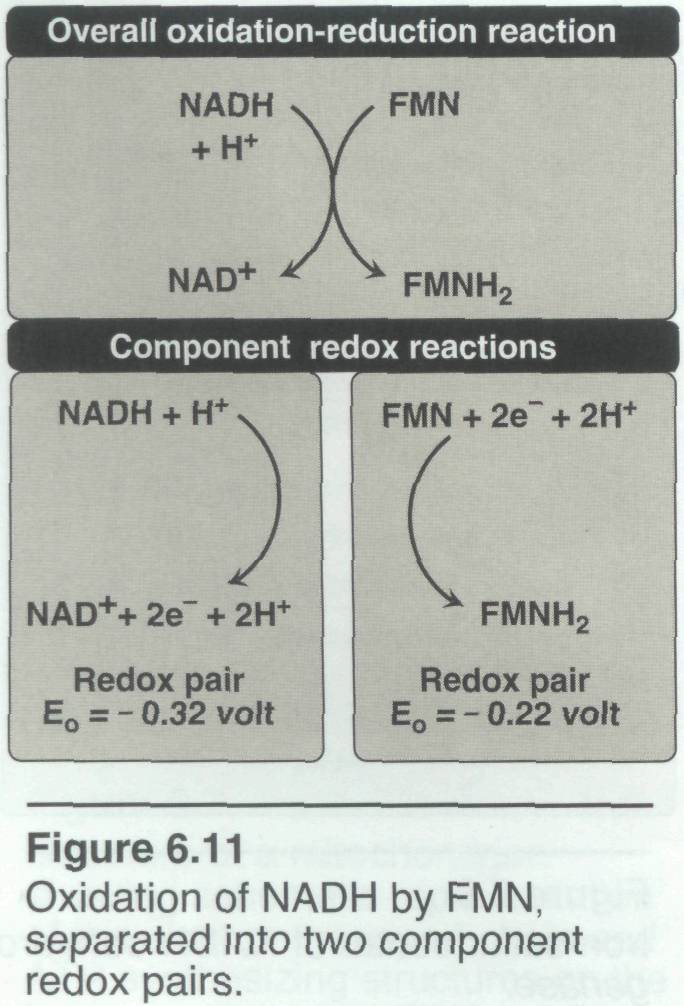 Overall oxidation-reduction reaction
NADH FMN
+ H⁺
NAD⁺ FMNH₂
Component redox reactions
NADH + H⁺
NAD⁺+ 2e⁻ + 2H⁺
Redox pair
E₀ = – 0.32 volt
FMN + 2e⁻ + 2H⁺
FMNH₂
Redox pair
E₀ = – 0.22 volt
Figure 6.11
Oxidation of NADH by FMN,
separated into two component
redox pairs.